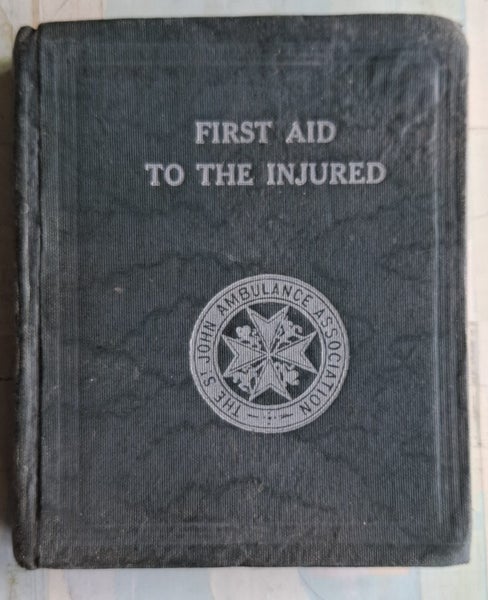 FIRST AID
TO THE INJURED
THE ST JOHN AMBULANCE ASSOCIATION